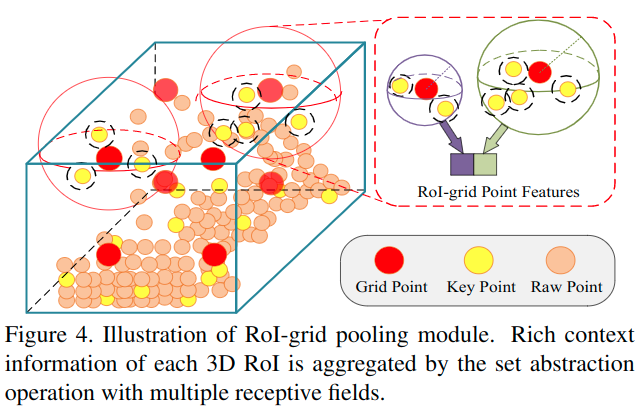 RoI-grid Point Features
Grid Point Key Point Raw Point
Figure 4. Illustration of RoI-grid pooling module. Rich context
information of each 3D RoI is aggregated by the set abstraction
operation with multiple receptive fields.